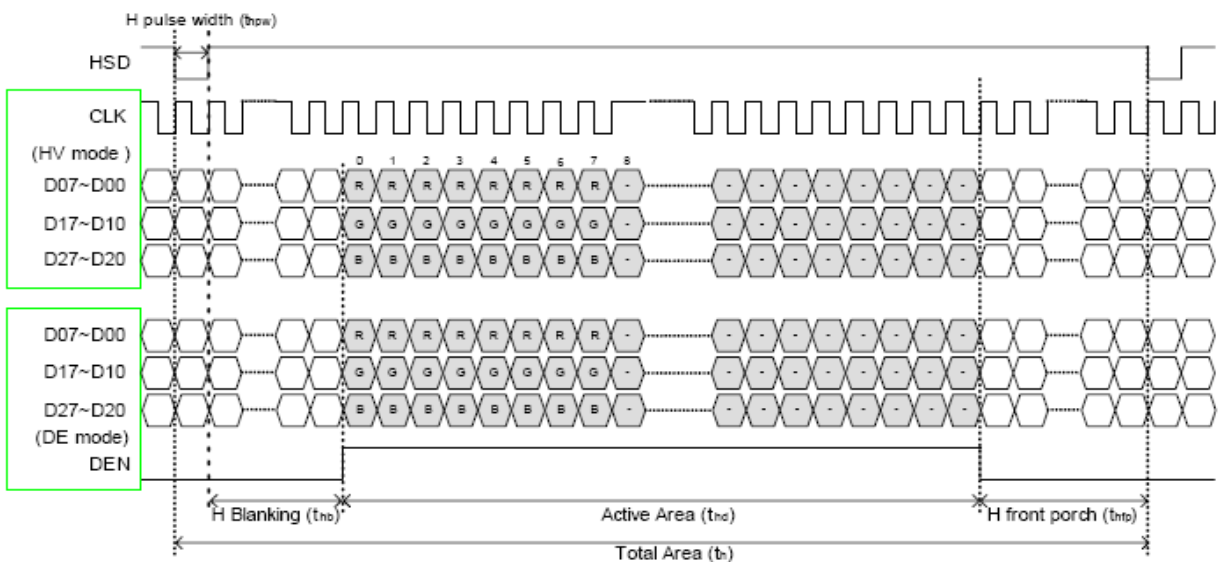 H pulse width (thpw)
HSD
CLK
(HV mode )
0 1 2 3 4 5 6 7 8
D07~D00 R R R R R R R R - - - - - - - - -
D17~D10 G G G G G G G G - - - - - - - - -
D27~D20 B B B B B B B B - - - - - - - - -
D07~D00 R R R R R R R R - - - - - - - - -
D17~D10 G G G G G G G G - - - - - - - - -
D27~D20 B B B B B B B B - - - - - - - - -
(DE mode)
DEN
H Blanking (thb) Active Area (thd) H front porch (thfp)
Total Area (th)